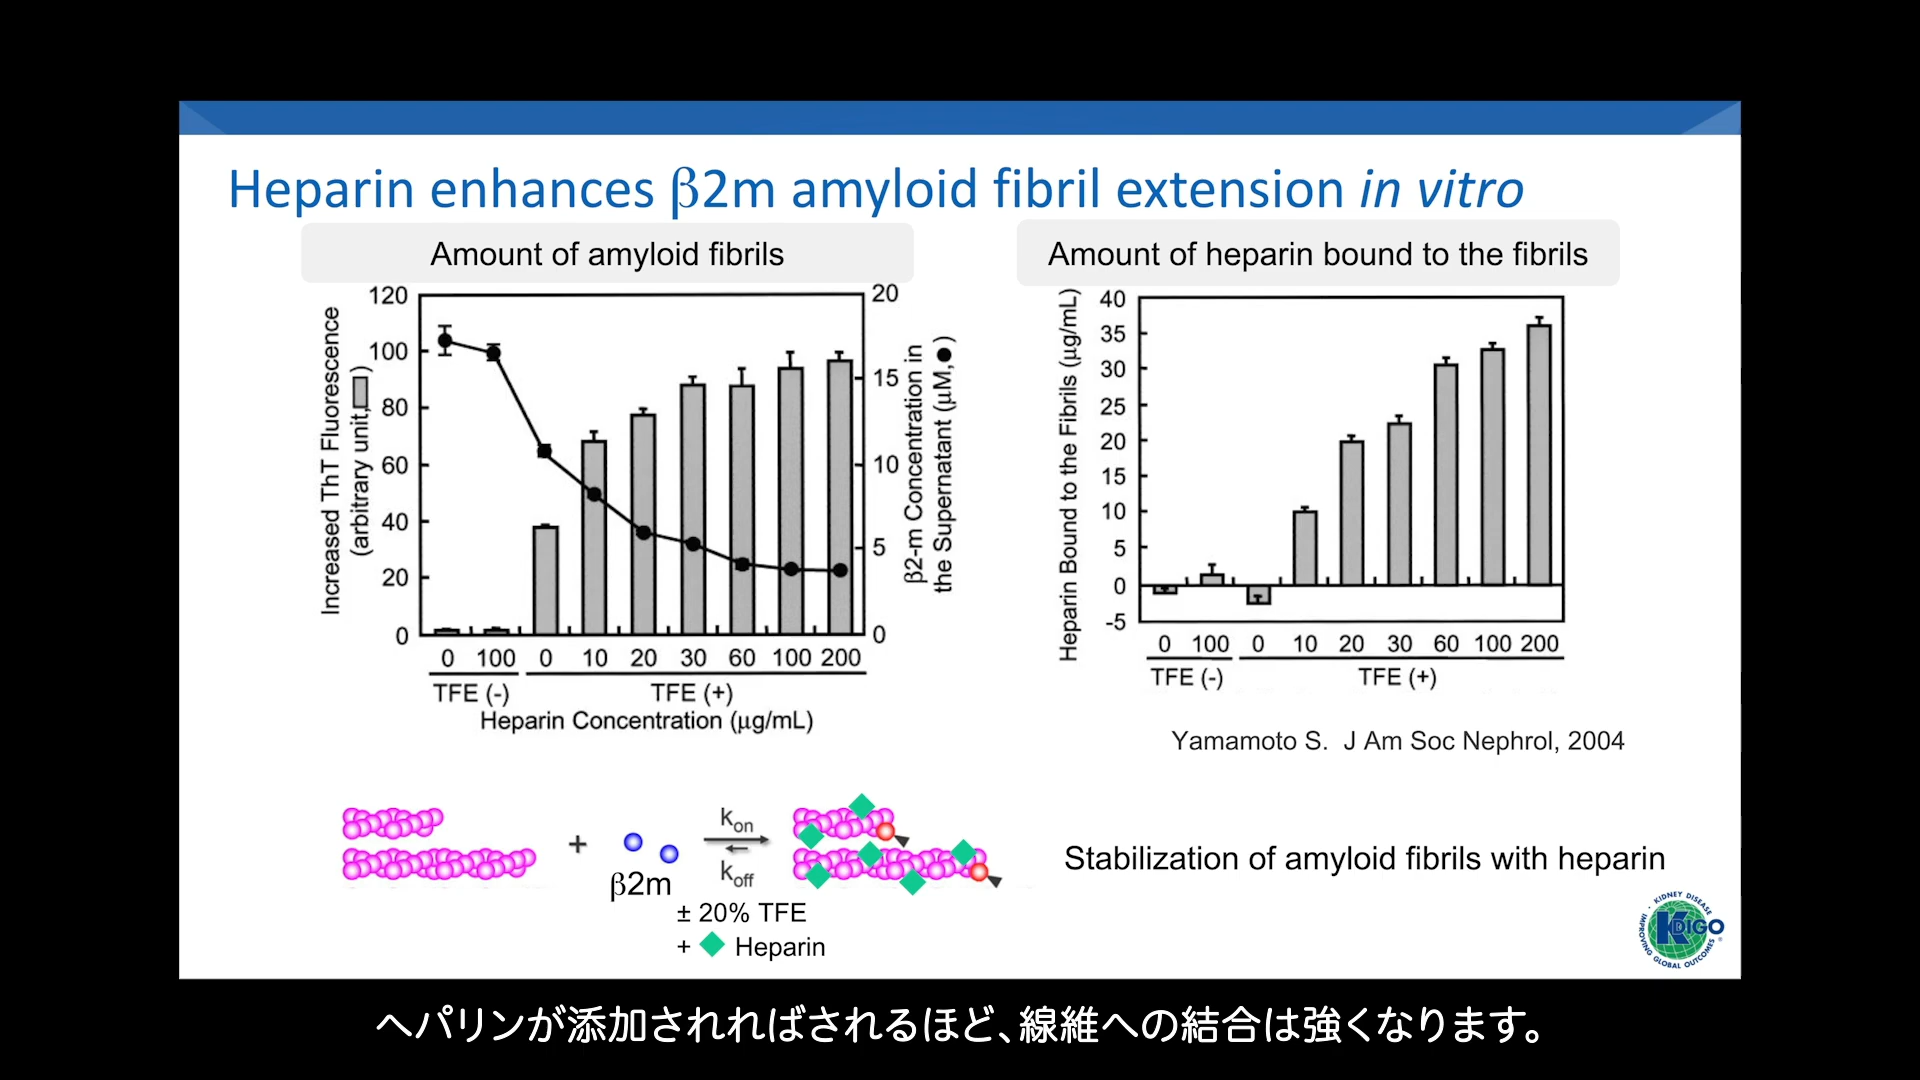 Heparin enhances β2m amyloid fibril extension in vitro
Amount of amyloid fibrils
Increased ThT Fluorescence
(arbitrary unit, )
120
100
80
60
40
20
0
20
15
10
5
0
β2-m Concentration in
the Supernatant (μM,●)
0 100 0 10 20 30 60 100 200
TFE (-) TFE (+)
Heparin Concentration (μg/mL)
Amount of heparin bound to the fibrils
Heparin Bound to the Fibrils (μg/mL)
40
35
30
25
20
15
10
5
0
-5
0 100 0 10 20 30 60 100 200
TFE (-) TFE (+)
Yamamoto S. J Am Soc Nephrol, 2004
+
β2m
kon
koff
± 20% TFE
+ Heparin
Stabilization of amyloid fibrils with heparin
KIDNEY DISEASE
KDIGO
IMPROVING GLOBAL OUTCOMES
ヘパリンが添加されればされるほど、線維への結合は強くなります。